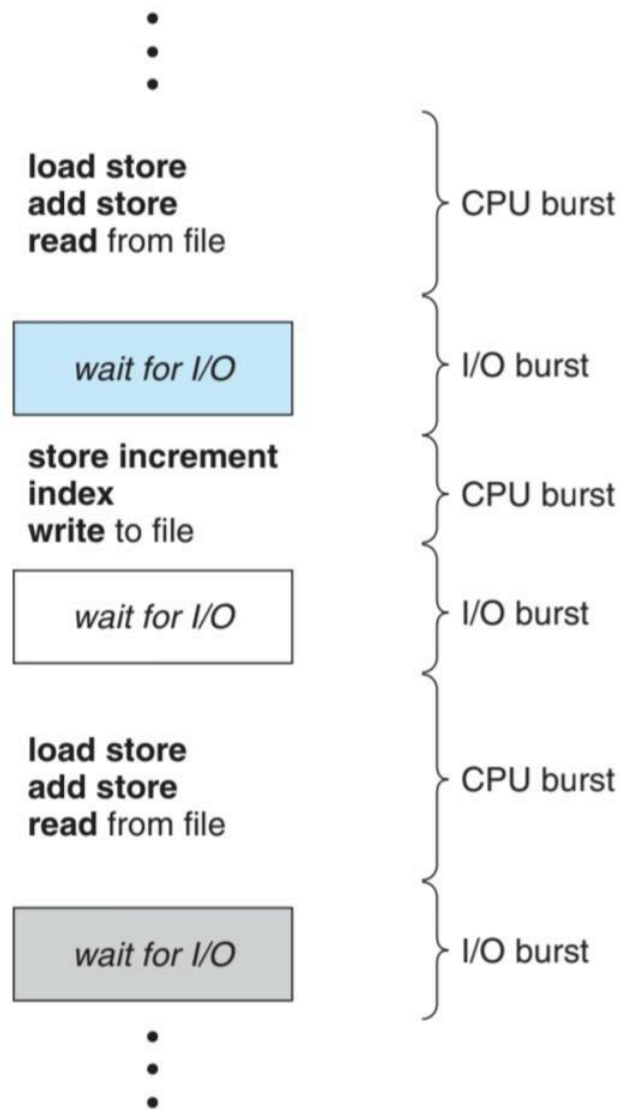 load store
add store
read from file
CPU burst
wait for I/O
I/O burst
store increment
index
write to file
CPU burst
wait for I/O
I/O burst
load store
add store
read from file
CPU burst
wait for I/O
I/O burst